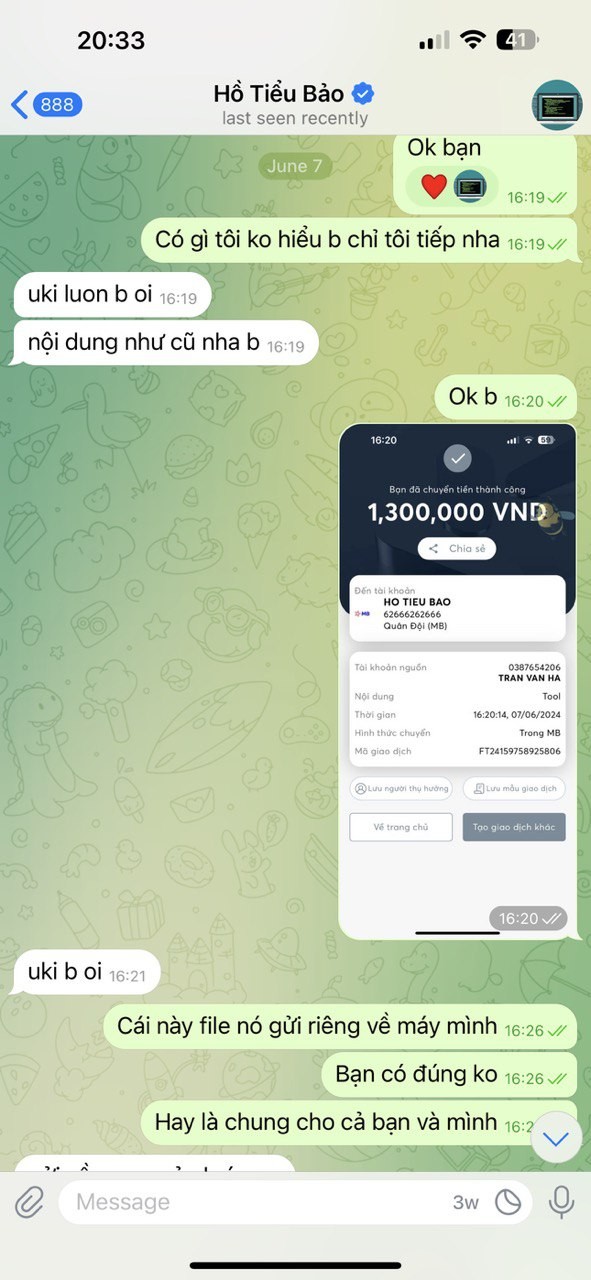 20:33
41
888
Hồ Tiểu Bảo
last seen recently
Ok bạn
June 7
16:19
Có gì tôi ko hiểu b chỉ tôi tiếp nha 16:19
uki luon b oi 16:19
nội dung như cũ nha b 16:19
Ok b 16:20
16:20
Bạn đã chuyển tiền thành công
1,300,000 VND
Chia sẻ
Đến tài khoản
HO TIEU BAO
MB
62666262666
Quân Đội (MB)
Tài khoản nguồn 0387654206
TRAN VAN HA
Nội dung Tool
Thời gian 16:20:14, 07/06/2024
Hình thức chuyển Trong MB
Mã giao dịch FT24159758925806
Lưu người thụ hưởng Lưu mẫu giao dịch
Về trang chủ Tạo giao dịch khác
16:20
uki b oi 16:21
Cái này file nó gửi riêng về máy mình 16:26
Bạn có đúng ko 16:26
Hay là chung cho cả bạn và mình
Message 3w